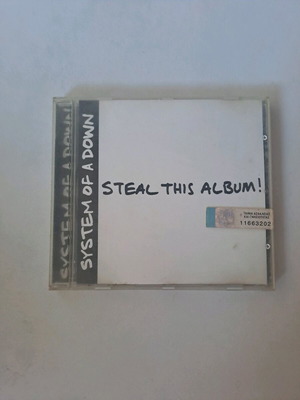 SYSTEM OF A DOWN
SYSTEM OF A DOWN
STEAL THIS ALBUM!
11663202